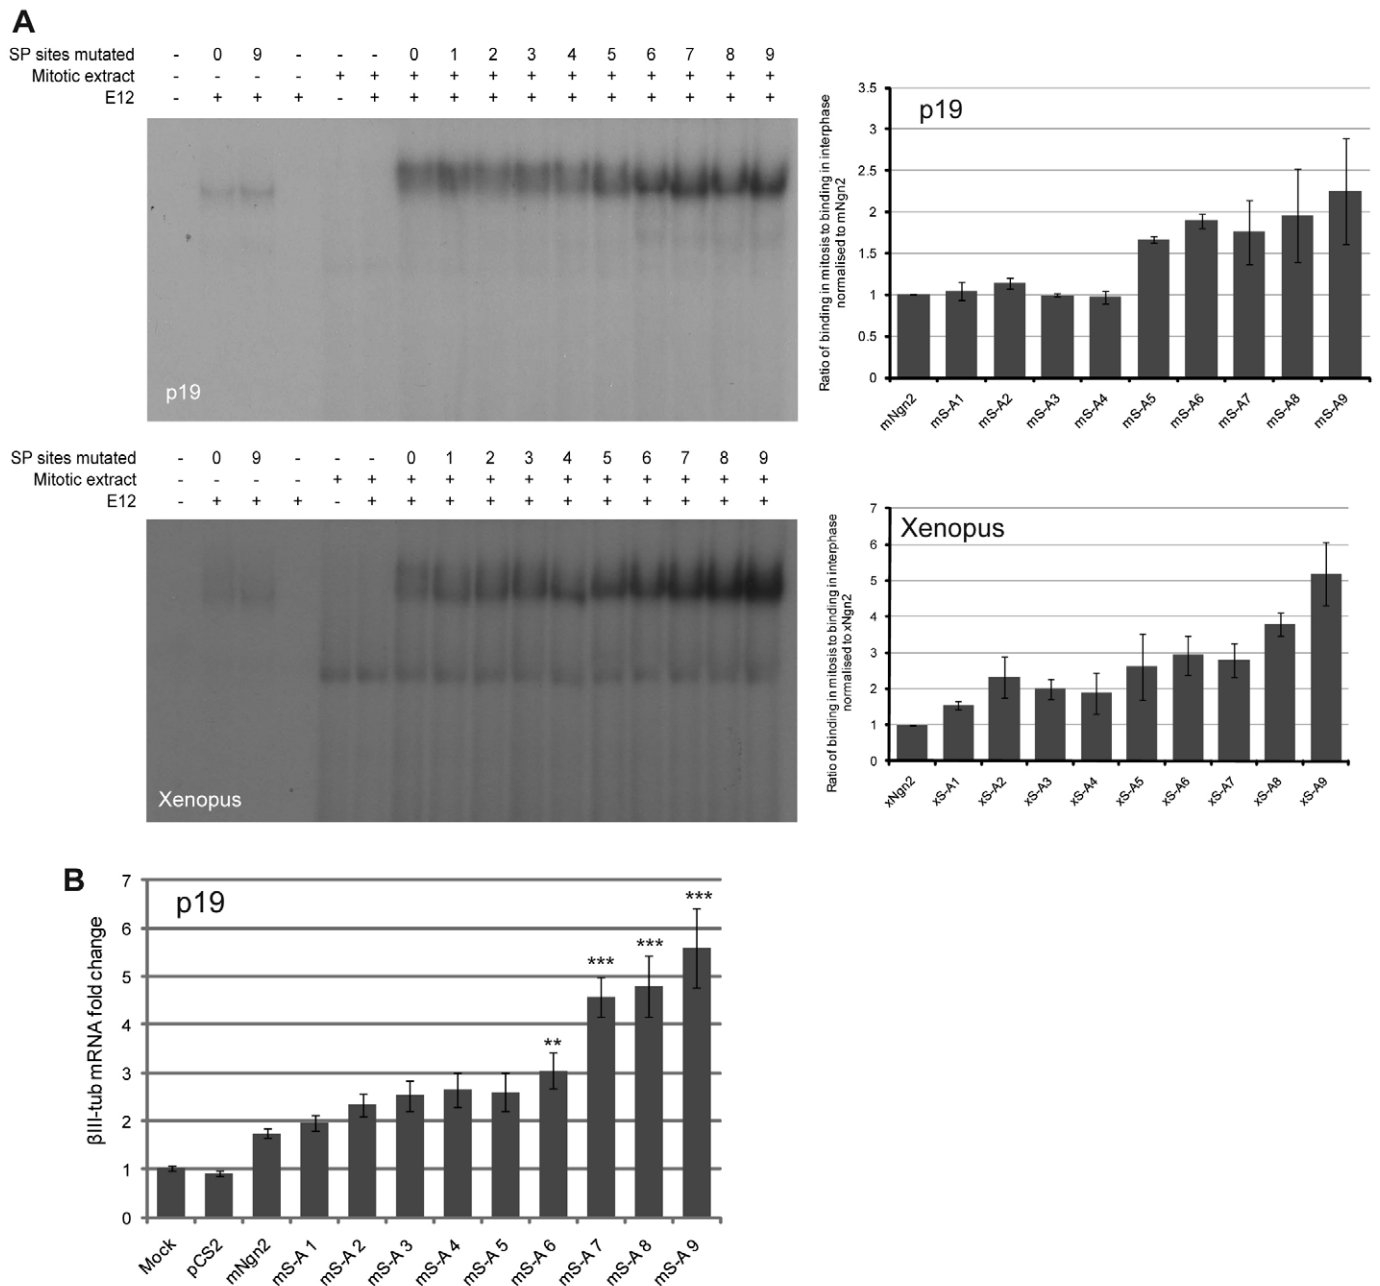 A
SP sites mutated - 0 9 - - - 0 1 2 3 4 5 6 7 8 9
Mitotic extract - - - - + + + + + + + + + + + +
E12 - + + + - + + + + + + + + + + +
p19
3.5
3
2.5
2
1.5
1
0.5
0
Ratio of binding in mitosis to binding in interphase
normalised to mNgn2
p19
mNgn2 mS-A1 mS-A2 mS-A3 mS-A4 mS-A5 mS-A6 mS-A7 mS-A8 mS-A9
SP sites mutated - 0 9 - - - 0 1 2 3 4 5 6 7 8 9
Mitotic extract - - - - + + + + + + + + + + + +
E12 - + + + - + + + + + + + + + + +
Xenopus
7
6
5
4
3
2
1
0
Ratio of binding in mitosis to binding in interphase
normalised to xNgn2
Xenopus
xNgn2 xS-A1 xS-A2 xS-A3 xS-A4 xS-A5 xS-A6 xS-A7 xS-A8 xS-A9
B
7
6
5
4
3
2
1
0
βIII-tub mRNA fold change
p19
** *** *** ***
Mock pCS2 mNgn2 mS-A 1 mS-A 2 mS-A 3 mS-A 4 mS-A 5 mS-A 6 mS-A 7 mS-A 8 mS-A 9